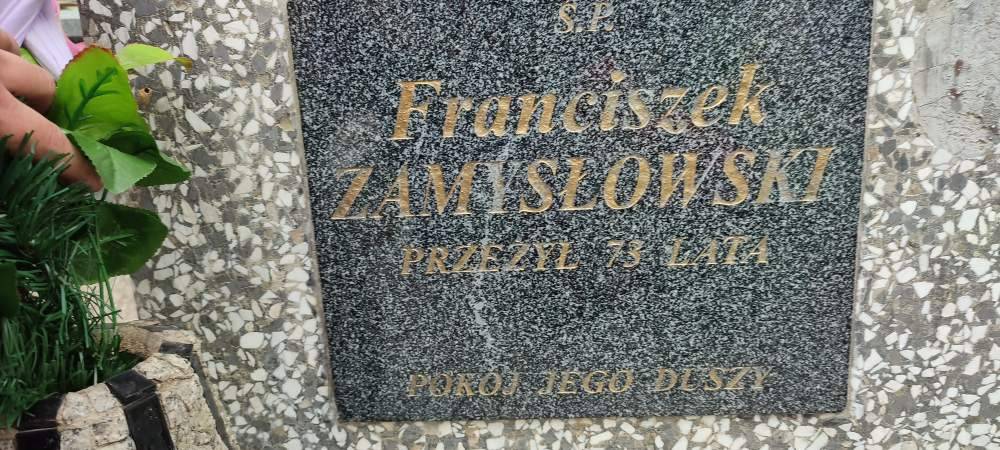 Ś.P.
Franciszek
ZAMYSŁOWSKI
PRZEŻYŁ 73 LATA
POKÓJ JEGO DUSZY